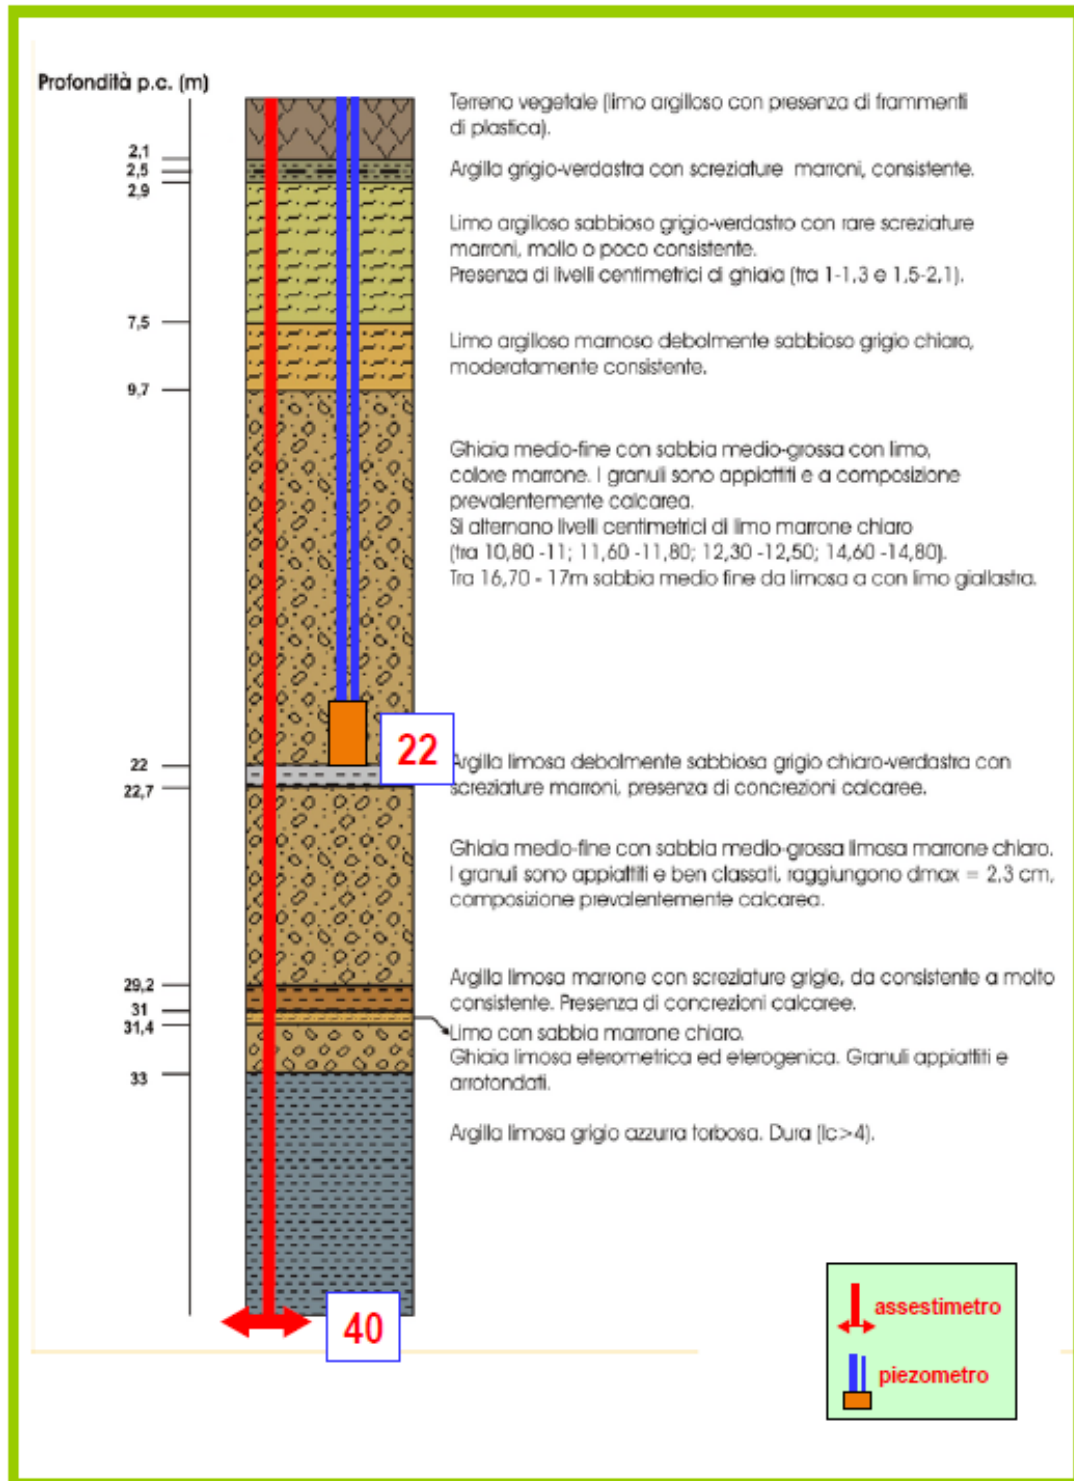 Profondità p.c. (m)
Terreno vegetale (limo argilloso con presenza di frammenti
di plastica).
2,1
2,5
2,9
Argilla grigio-verdastra con screziature marroni, consistente.
Limo argilloso sabbioso grigio-verdastro con rare screziature
marroni, mollo o poco consistente.
Presenza di livelli centimetrici di ghiaia (tra 1-1,3 e 1,5-2,1).
7,5
Limo argilloso marnoso debolmente sabbioso grigio chiaro,
moderatamente consistente.
9,7
Ghiaia medio-fine con sabbia medio-grossa con limo,
colore marrone. I granuli sono appiattiti e a composizione
prevalentemente calcarea.
Si alternano livelli centimetrici di limo marrone chiaro
(tra 10,80 -11; 11,60 -11,80; 12,30 -12,50; 14,60 -14,80).
Tra 16,70 - 17m sabbia medio fine da limosa a con limo giallastra.
22
22
22,7
Argilla limosa debolmente sabbiosa grigio chiaro-verdastra con
screziature marroni, presenza di concrezioni calcaree.
Ghiaia medio-fine con sabbia medio-grossa limosa marrone chiaro.
I granuli sono appiattiti e ben classati, raggiungono dmax = 2,3 cm,
composizione prevalentemente calcarea.
29,2
31
31,4
33
Argilla limosa marrone con screziature grigie, da consistente a molto
consistente. Presenza di concrezioni calcaree.
Limo con sabbia marrone chiaro.
Ghiaia limosa eterometrica ed eterogenica. Granuli appiattiti e
arrotondati.
Argilla limosa grigio azzurra torbosa. Dura (Ic>4).
40
assestimetro
piezometro